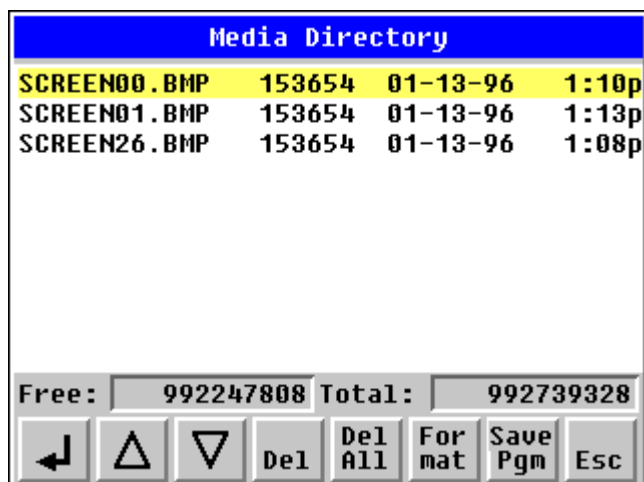 Media Directory
SCREEN00.BMP 153654 01-13-96 1:10p
SCREEN01.BMP 153654 01-13-96 1:13p
SCREEN26.BMP 153654 01-13-96 1:08p
Free: 992247808 Total: 992739328
Del Del All For mat Save Pgm Esc